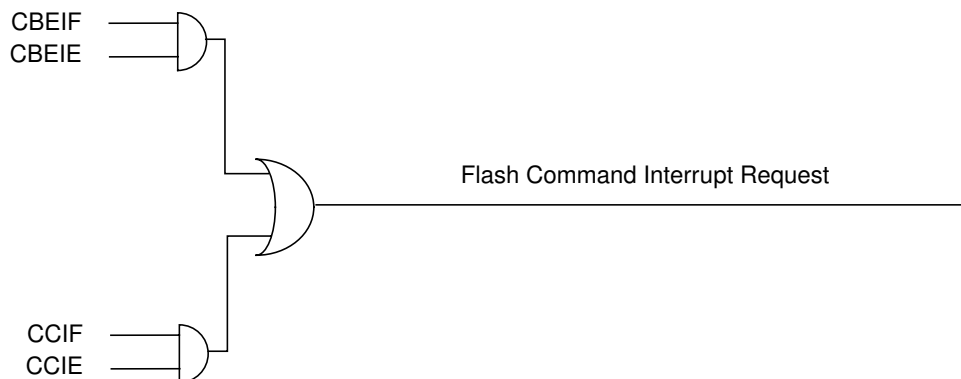 CBEIF
CBEIE
Flash Command Interrupt Request
CCIF
CCIE